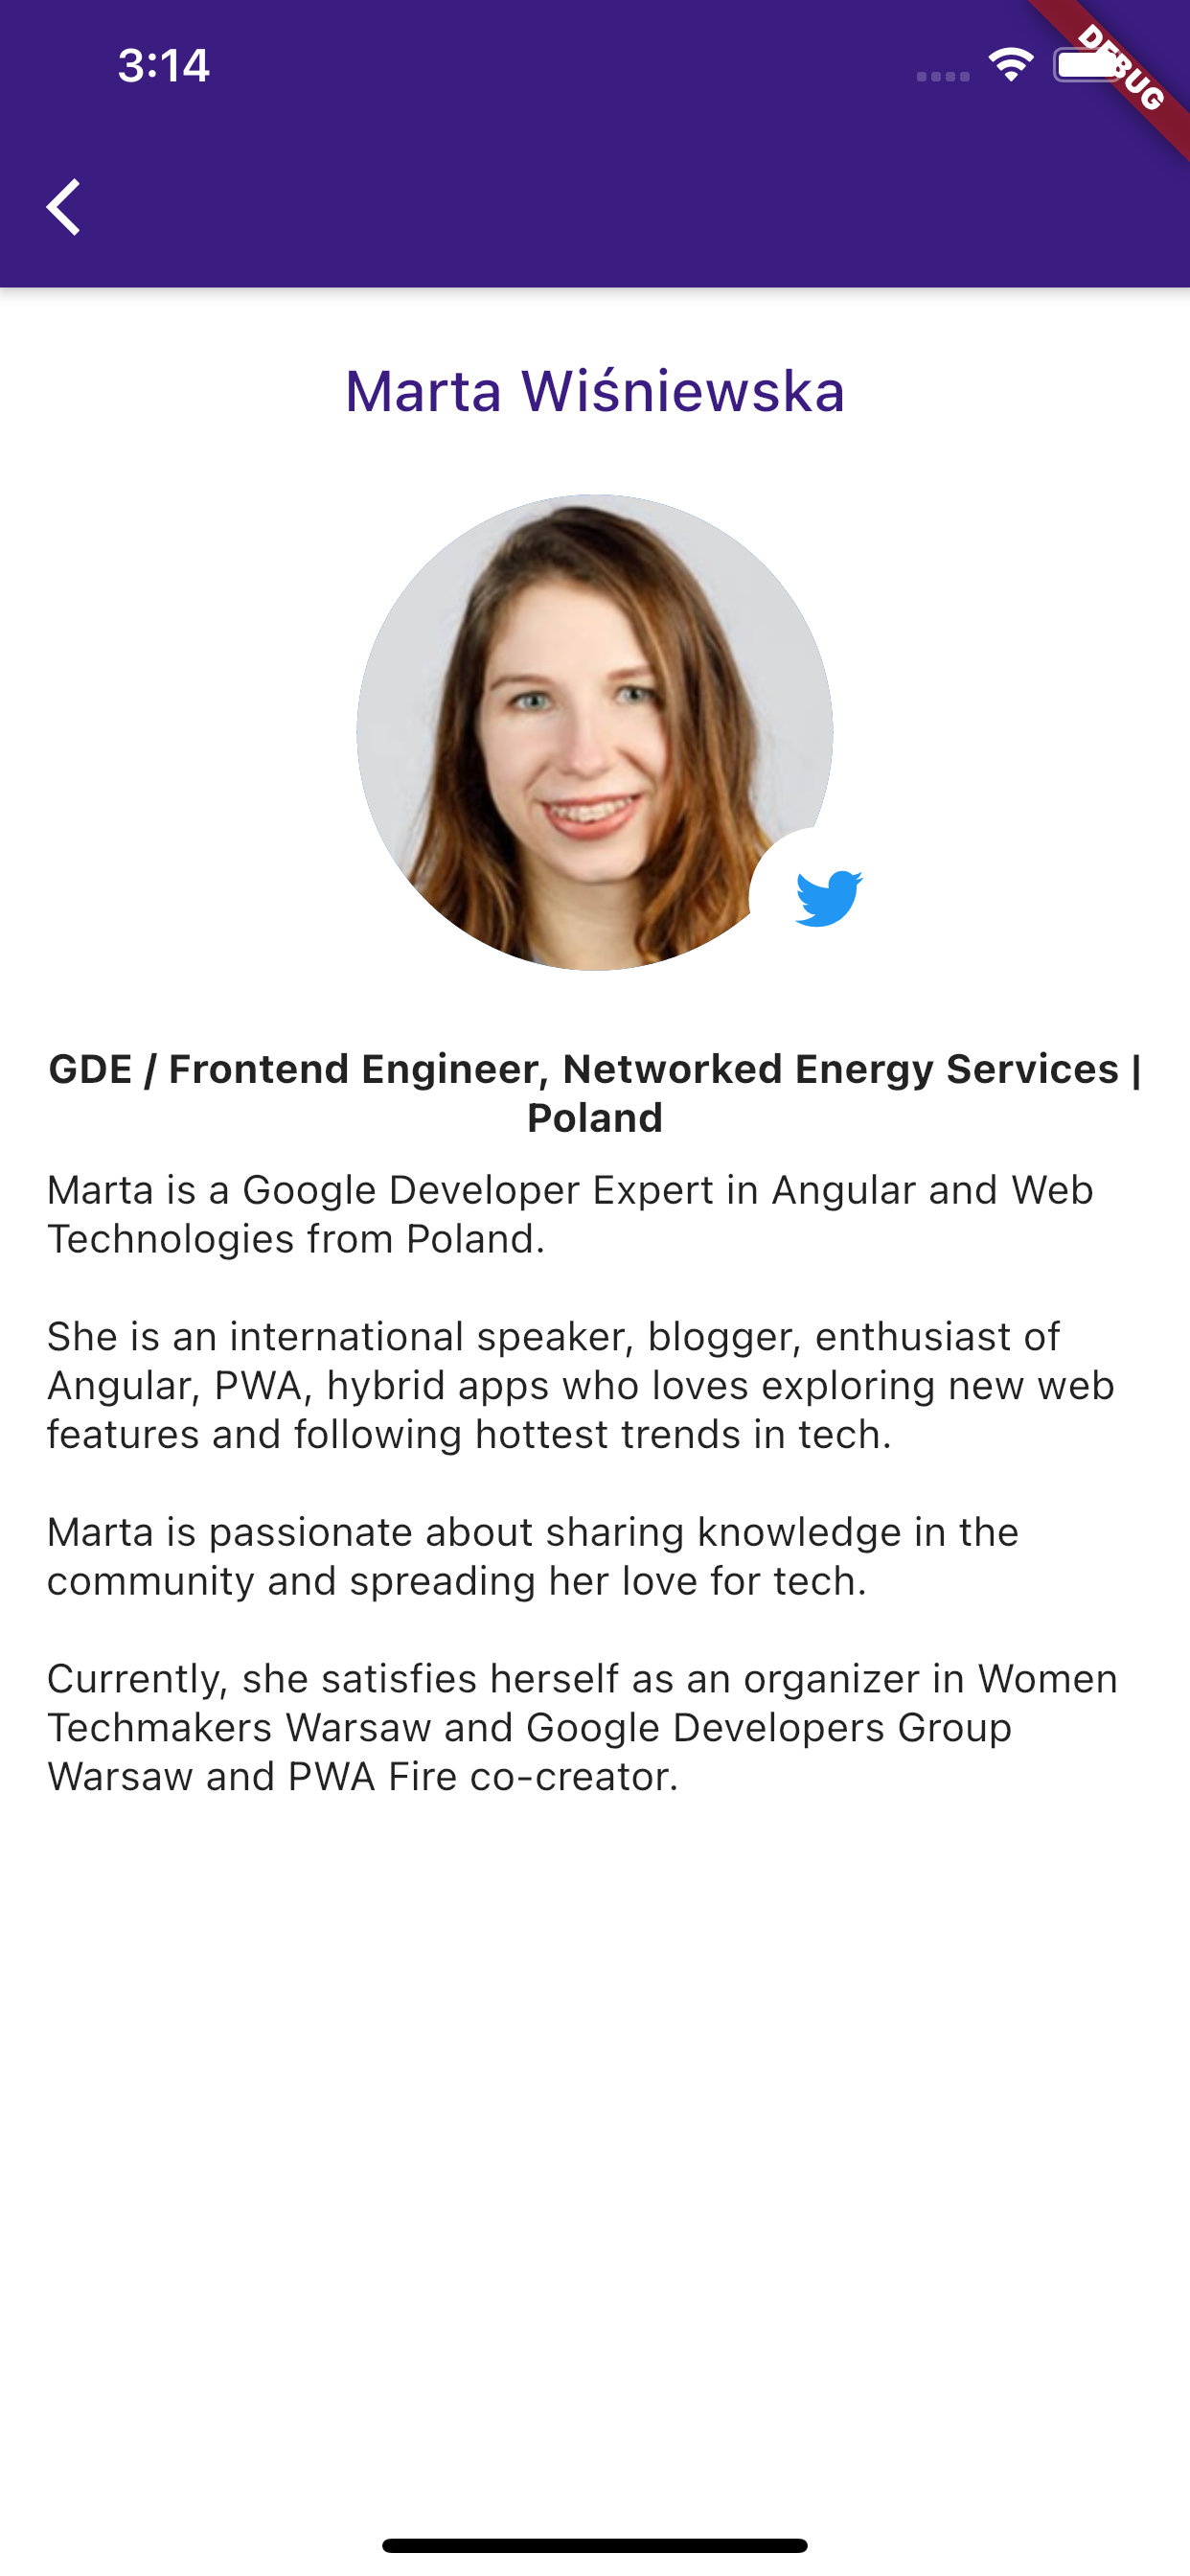 3:14
DEBUG
Marta Wiśniewska
GDE / Frontend Engineer, Networked Energy Services |
Poland
Marta is a Google Developer Expert in Angular and Web
Technologies from Poland.
She is an international speaker, blogger, enthusiast of
Angular, PWA, hybrid apps who loves exploring new web
features and following hottest trends in tech.
Marta is passionate about sharing knowledge in the
community and spreading her love for tech.
Currently, she satisfies herself as an organizer in Women
Techmakers Warsaw and Google Developers Group
Warsaw and PWA Fire co-creator.